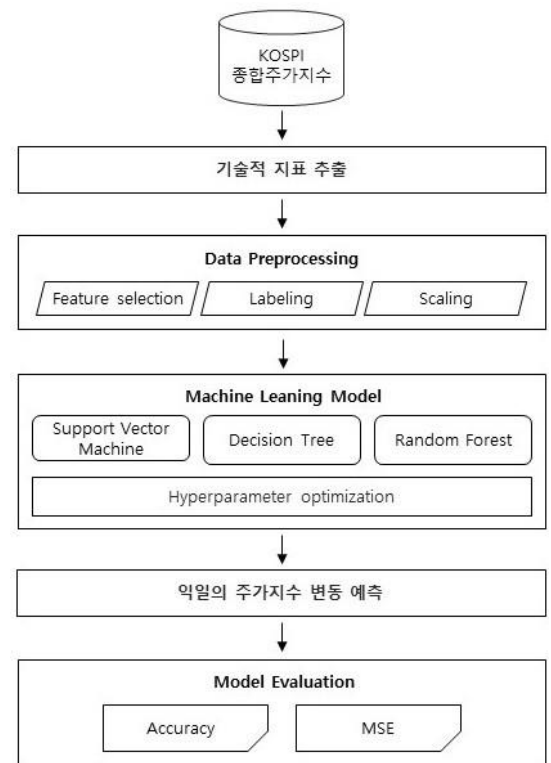 KOSPI
종합주가지수
기술적 지표 추출
Data Preprocessing
Feature selection
Labeling
Scaling
Machine Leaning Model
Support Vector
Machine
Decision Tree
Random Forest
Hyperparameter optimization
익일의 주가지수 변동 예측
Model Evaluation
Accuracy
MSE